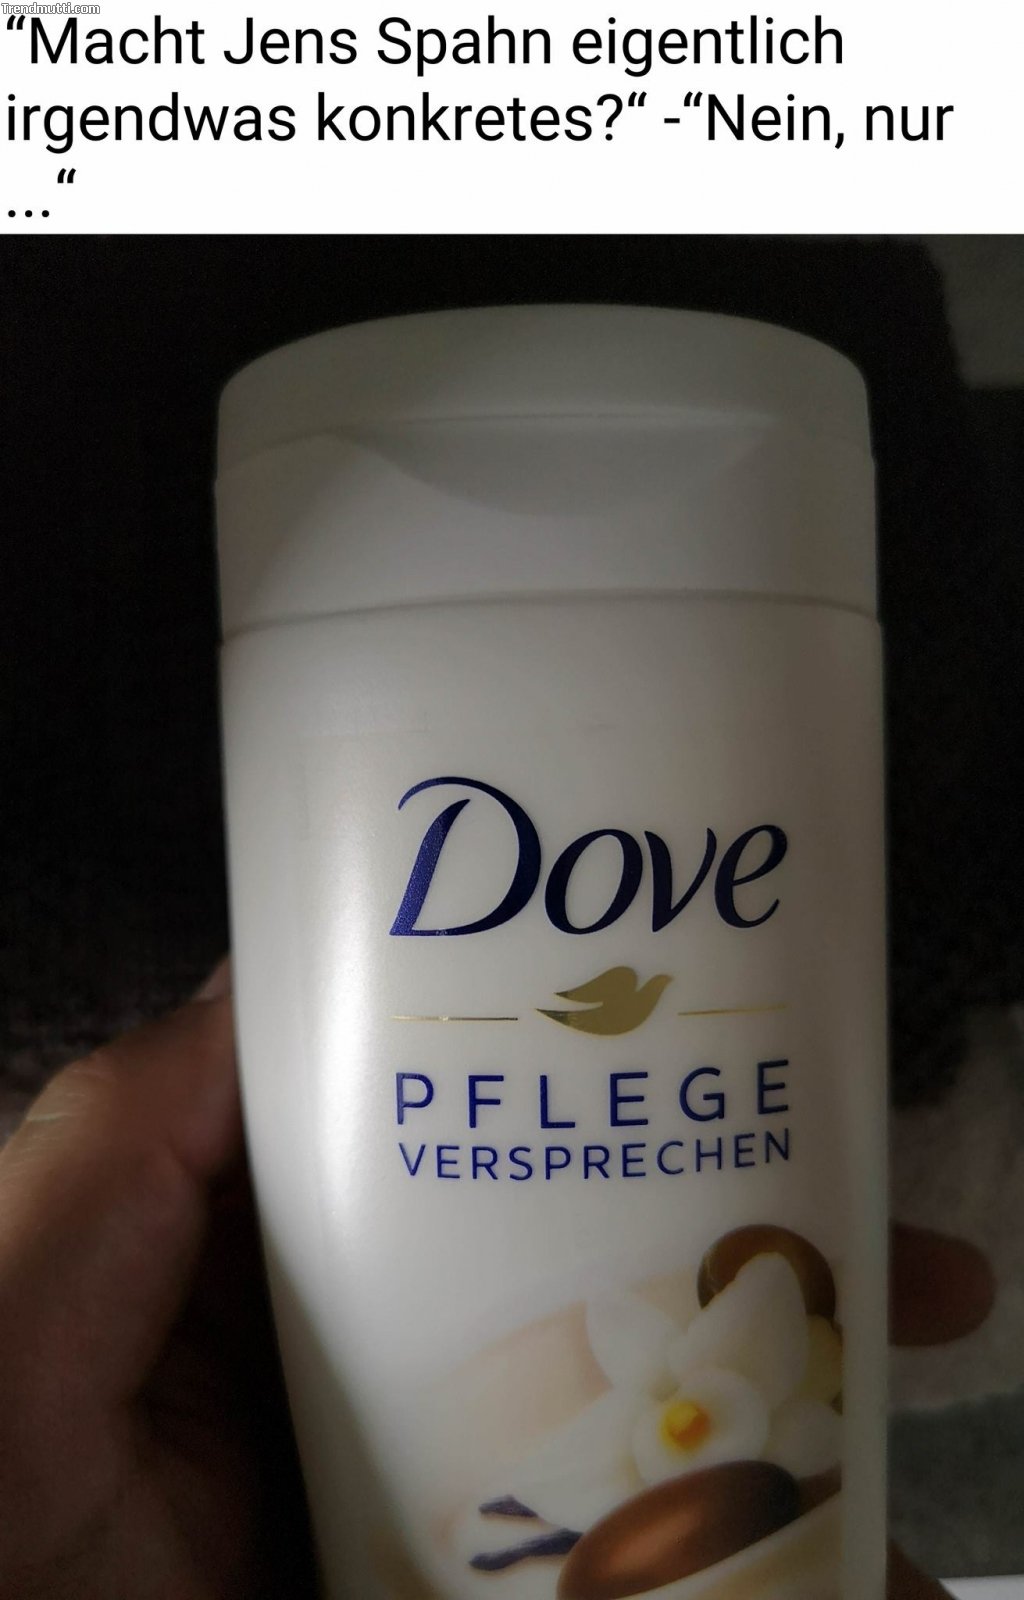 Trendmutti.com
“Macht Jens Spahn eigentlich
irgendwas konkretes?“ -“Nein, nur
...“
Dove
PFLEGE
VERSPRECHEN